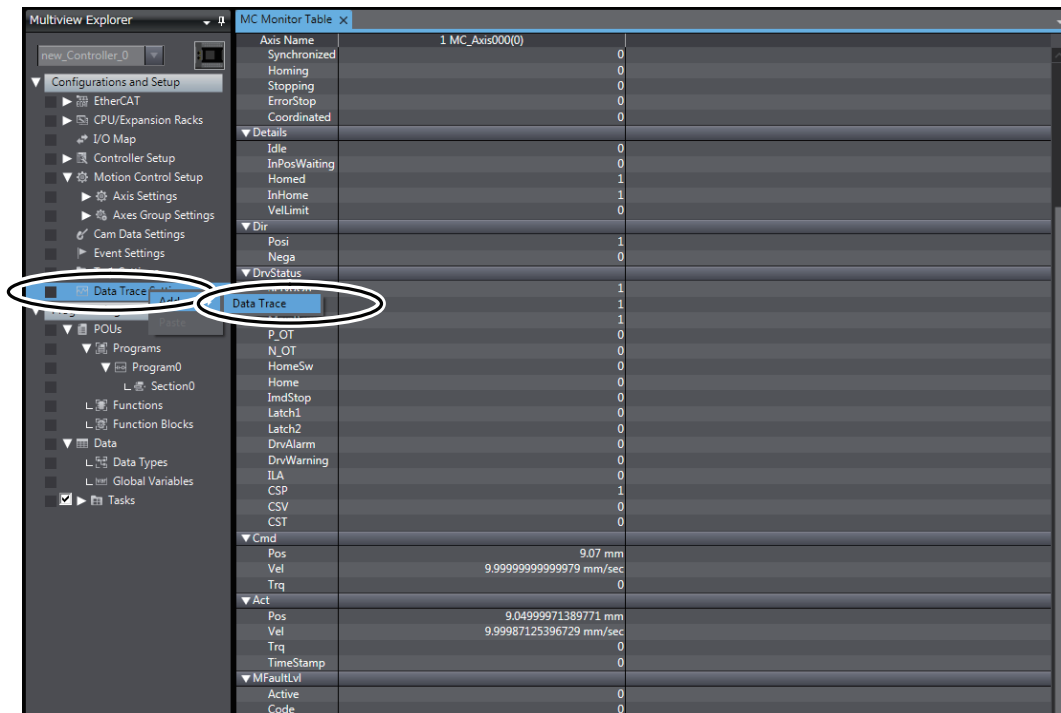 Multiview Explorer
new_Controller_0
Configurations and Setup
EtherCAT
CPU/Expansion Racks
I/O Map
Controller Setup
Motion Control Setup
Axis Settings
Axes Group Settings
Cam Data Settings
Event Settings
Data Trace
Add
Data Trace
Paste
POUs
Programs
Program0
Section0
Functions
Function Blocks
Data
Data Types
Global Variables
Tasks
MC Monitor Table
Axis Name 1 MC_Axis000(0)
Synchronized 0
Homing 0
Stopping 0
ErrorStop 0
Coordinated 0
Details
Idle 0
InPosWaiting 0
Homed 1
InHome 1
VelLimit 0
Dir
Posi 1
Nega 0
DrvStatus
1
1
1
P_OT 0
N_OT 0
HomeSw 0
Home 0
ImdStop 0
Latch1 0
Latch2 0
DrvAlarm 0
DrvWarning 0
ILA 0
CSP 1
CSV 0
CST 0
Cmd
Pos 9.07 mm
Vel 9.99999999999979 mm/sec
Trq 0
Act
Pos 9.04999971389771 mm
Vel 9.99987125396729 mm/sec
Trq 0
TimeStamp 0
MFaultLvl
Active 0
Code 0